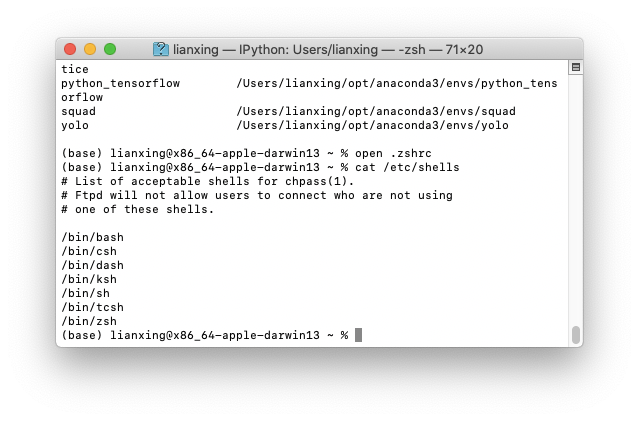 lianxing — IPython: Users/lianxing — -zsh — 71×20
tice
python_tensorflow        /Users/lianxing/opt/anaconda3/envs/python_tens
orflow
squad                    /Users/lianxing/opt/anaconda3/envs/squad
yolo                     /Users/lianxing/opt/anaconda3/envs/yolo
(base) lianxing@x86_64-apple-darwin13 ~ % open .zshrc
(base) lianxing@x86_64-apple-darwin13 ~ % cat /etc/shells
# List of acceptable shells for chpass(1).
# Ftpd will not allow users to connect who are not using
# one of these shells.
/bin/bash
/bin/csh
/bin/dash
/bin/ksh
/bin/sh
/bin/tcsh
/bin/zsh
(base) lianxing@x86_64-apple-darwin13 ~ %